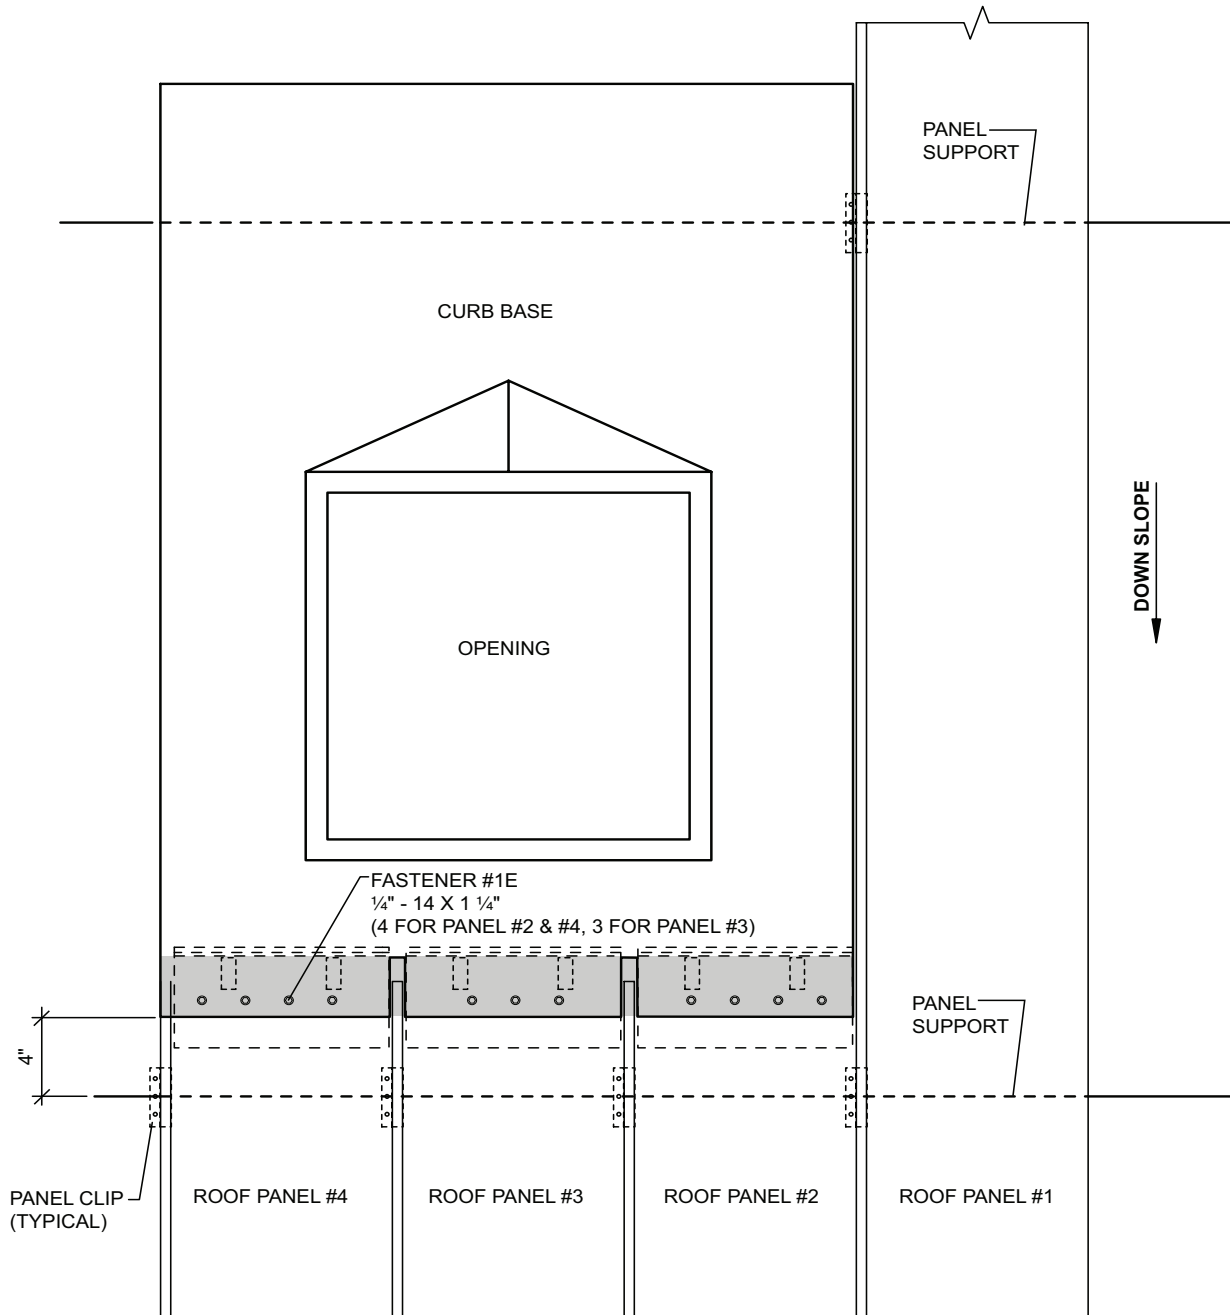 PANEL
SUPPORT
CURB BASE
DOWN SLOPE
OPENING
FASTENER #1E
¼" - 14 X 1 ¼"
(4 FOR PANEL #2 & #4, 3 FOR PANEL #3)
PANEL
SUPPORT
4"
PANEL CLIP
(TYPICAL)
ROOF PANEL #4
ROOF PANEL #3
ROOF PANEL #2
ROOF PANEL #1